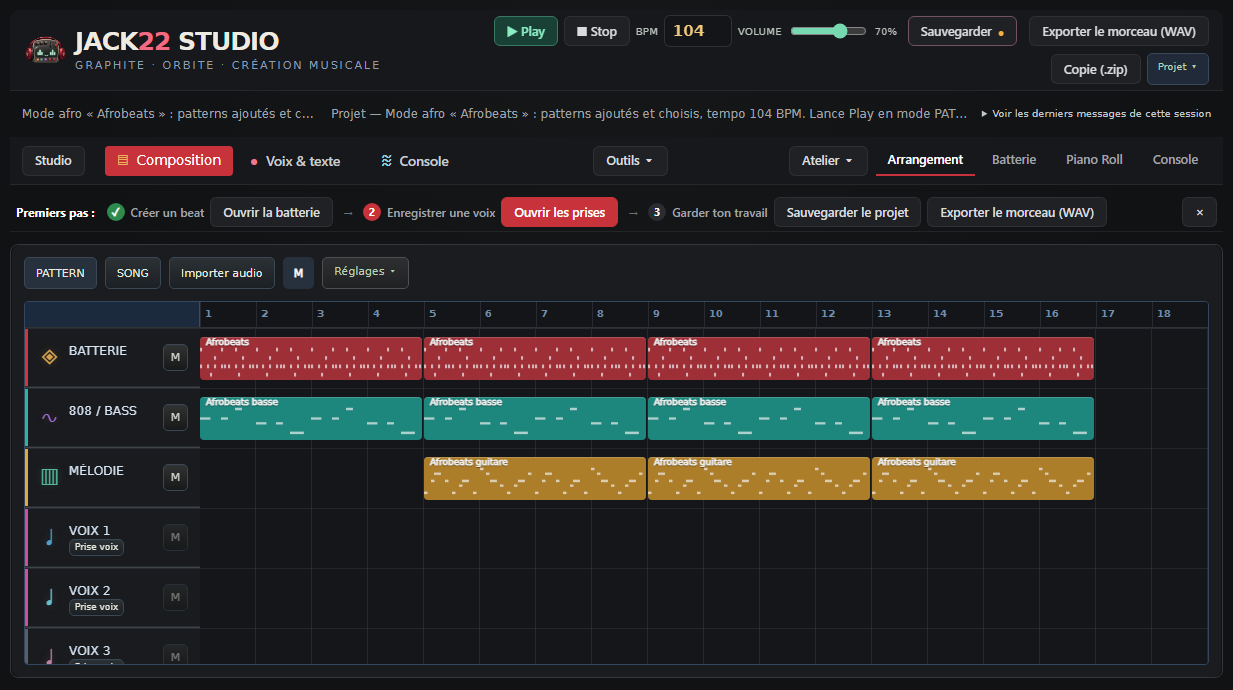 JACK22 STUDIO
GRAPHITE · ORBITE · CRÉATION MUSICALE
▶ Play
■ Stop
BPM
104
VOLUME
70%
Sauvegarder
Exporter le morceau (WAV)
Copie (.zip)
Projet
Mode afro « Afrobeats » : patterns ajoutés et c...
Projet — Mode afro « Afrobeats » : patterns ajoutés et choisis, tempo 104 BPM. Lance Play en mode PAT...
Voir les derniers messages de cette session
Studio
Composition
Voix & texte
Console
Outils
Atelier
Arrangement
Batterie
Piano Roll
Console
Premiers pas :
✓ Créer un beat
Ouvrir la batterie
→
2 Enregistrer une voix
Ouvrir les prises
→
3 Garder ton travail
Sauvegarder le projet
Exporter le morceau (WAV)
×
PATTERN
SONG
Importer audio
M
Réglages
1 2 3 4 5 6 7 8 9 10 11 12 13 14 15 16 17 18
BATTERIE
M
Afrobeats
Afrobeats
Afrobeats
Afrobeats
808 / BASS
M
Afrobeats basse
Afrobeats basse
Afrobeats basse
Afrobeats basse
MÉLODIE
M
Afrobeats guitare
Afrobeats guitare
Afrobeats guitare
VOIX 1
Prise voix
M
VOIX 2
Prise voix
M
VOIX 3
M